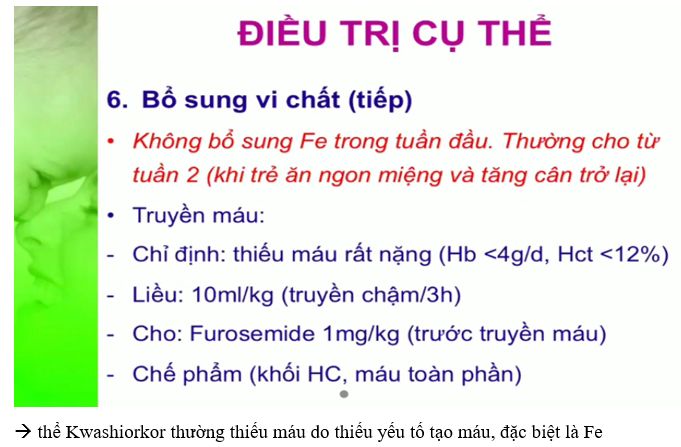 ĐIỀU TRỊ CỤ THỂ
6. Bổ sung vi chất (tiếp)
• Không bổ sung Fe trong tuần đầu. Thường cho từ
tuần 2 (khi trẻ ăn ngon miệng và tăng cân trở lại)
• Truyền máu:
- Chỉ định: thiếu máu rất nặng (Hb <4g/d, Hct <12%)
- Liều: 10ml/kg (truyền chậm/3h)
- Cho: Furosemide 1mg/kg (trước truyền máu)
- Chế phẩm (khối HC, máu toàn phần)
→ thể Kwashiorkor thường thiếu máu do thiếu yếu tố tạo máu, đặc biệt là Fe